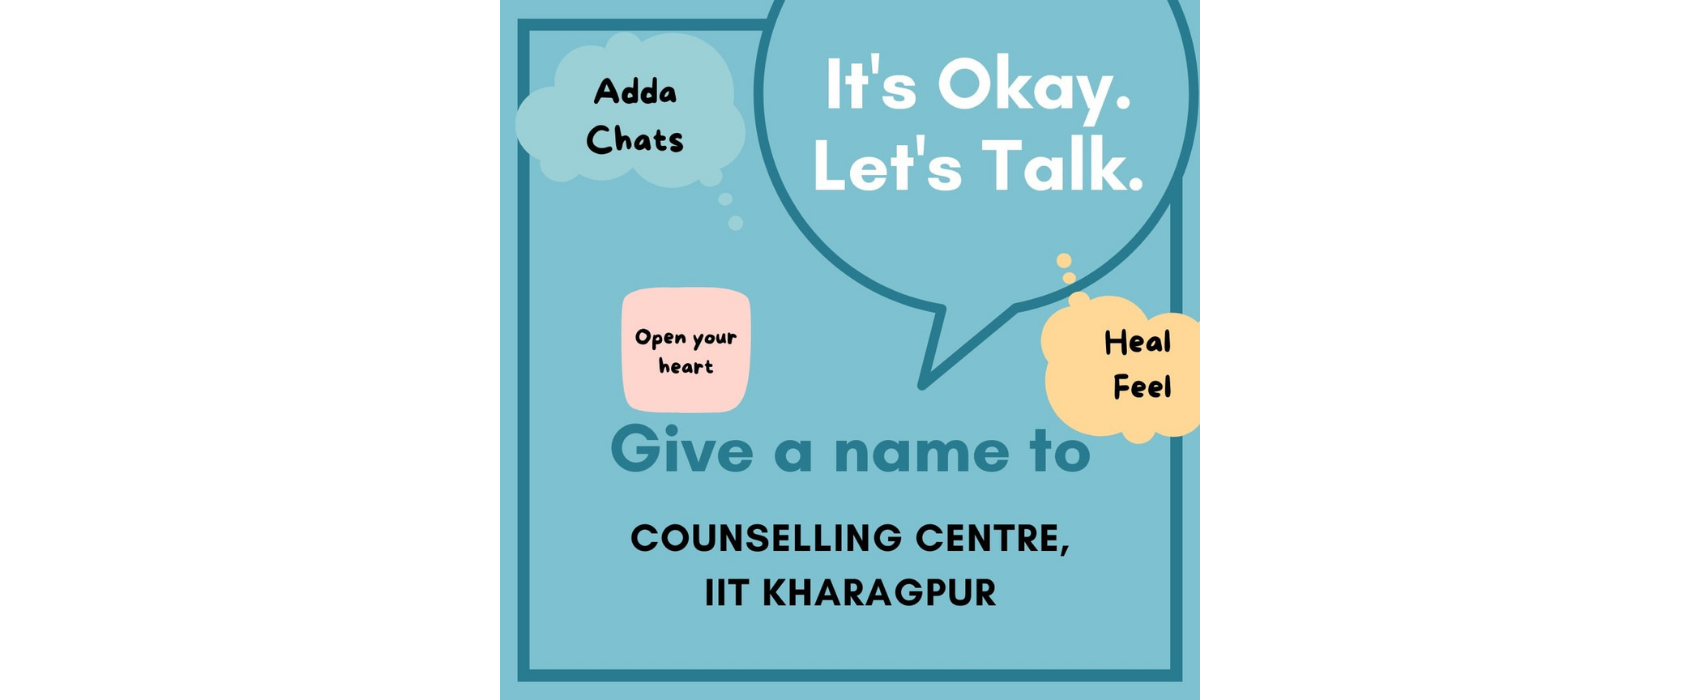 Adda
Chats
It's Okay.
Let's Talk.
Open your
heart
Heal
Feel
Give a name to
COUNSELLING CENTRE,
IIT KHARAGPUR